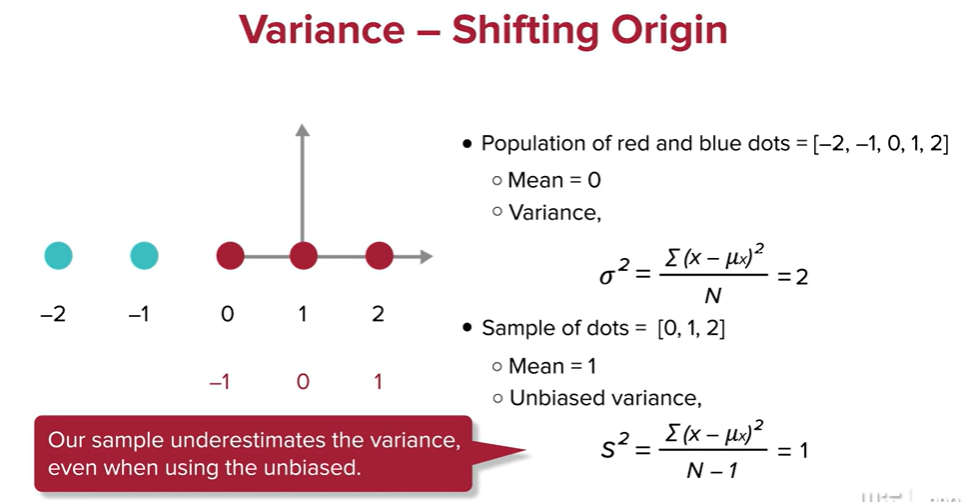 Variance – Shifting Origin
• Population of red and blue dots = [–2, –1, 0, 1, 2]
○ Mean = 0
○ Variance,
σ² = Σ(x – μx)² / N = 2
–2 –1 0 1 2
• Sample of dots = [0, 1, 2]
○ Mean = 1
–1 0 1
○ Unbiased variance,
Our sample underestimates the variance,
even when using the unbiased.
S² = Σ(x – μx)² / N – 1 = 1